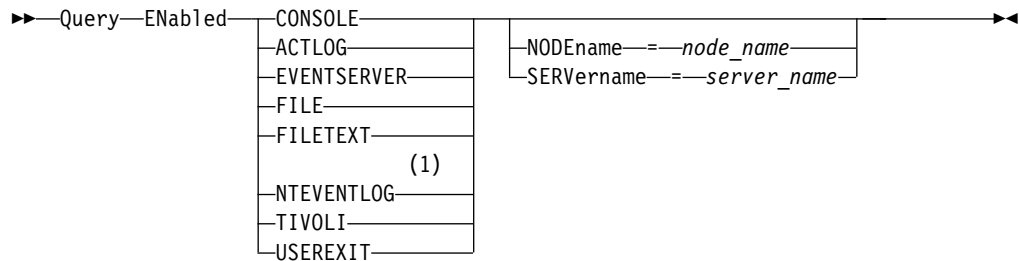 Query ENabled CONSOLE
ACTLOG NODEname = node_name
EVENTSERVER SERVername = server_name
FILE
FILETEXT
(1)
NTEVENTLOG
TIVOLI
USEREXIT